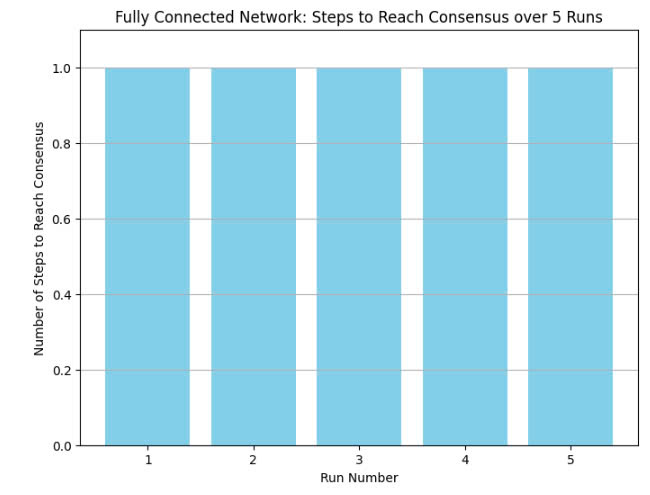 Fully Connected Network: Steps to Reach Consensus over 5 Runs
Number of Steps to Reach Consensus
1.0
0.8
0.6
0.4
0.2
0.0
1 2 3 4 5
Run Number